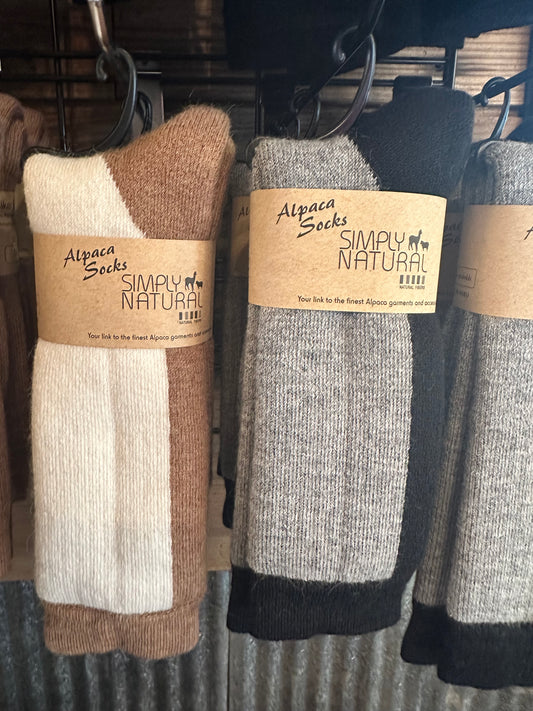 Alpaca
Socks
SIMPLY
NATURAL
NATURAL FIBERS
Your link to the finest Alpaca garments and
Alpaca
Socks
SIMPLY
NATURAL
NATURAL FIBERS
Your link to the finest Alpaca garments and